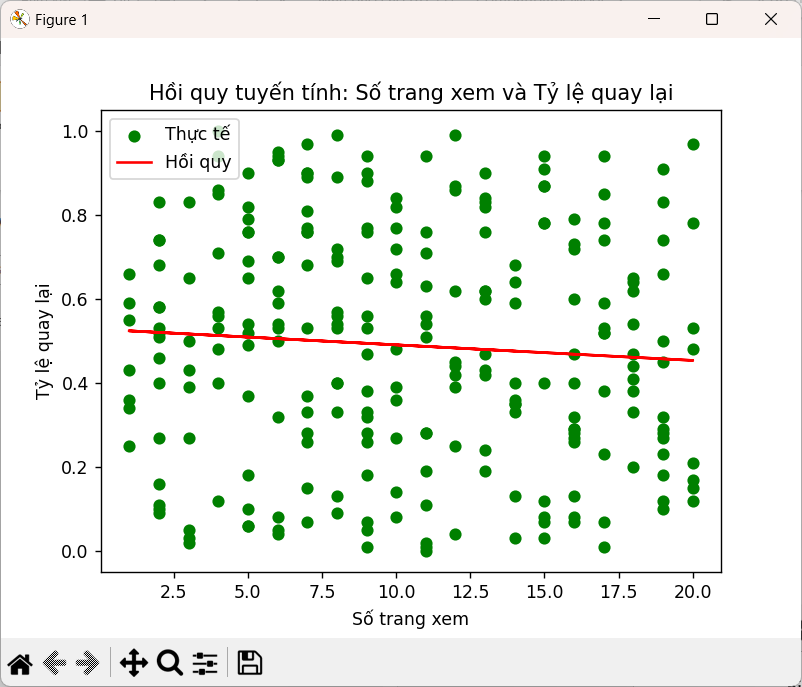 Figure 1
Hồi quy tuyến tính: Số trang xem và Tỷ lệ quay lại
Thực tế
Hồi quy
1.0
0.8
0.6
0.4
0.2
0.0
Tỷ lệ quay lại
2.5 5.0 7.5 10.0 12.5 15.0 17.5 20.0
Số trang xem